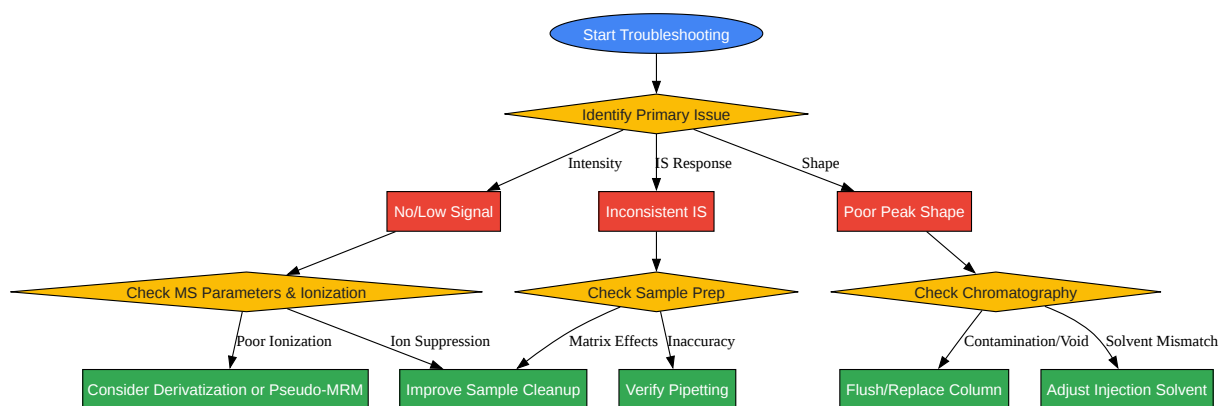 Start Troubleshooting
Identify Primary Issue
Intensity
IS Response
Shape
No/Low Signal
Inconsistent IS
Poor Peak Shape
Check MS Parameters & Ionization
Check Sample Prep
Check Chromatography
Poor Ionization
Ion Suppression
Matrix Effects
Inaccuracy
Contamination/Void
Solvent Mismatch
Consider Derivatization or Pseudo-MRM
Improve Sample Cleanup
Verify Pipetting
Flush/Replace Column
Adjust Injection Solvent